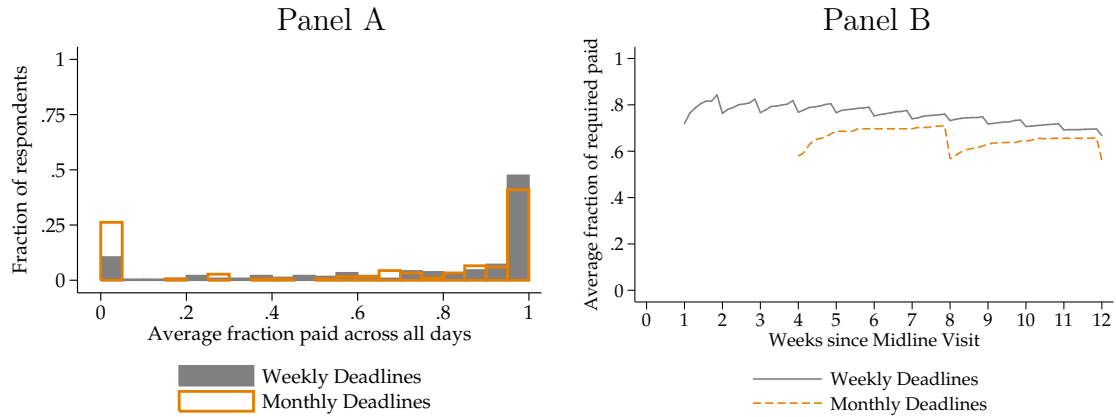 Panel A
Fraction of respondents
1
.75
.5
.25
0
0 .2 .4 .6 .8 1
Average fraction paid across all days
Weekly Deadlines
Monthly Deadlines
Panel B
Average fraction of required paid
1
.8
.6
.4
.2
0
0 1 2 3 4 5 6 7 8 9 10 11 12
Weeks since Midline Visit
Weekly Deadlines
Monthly Deadlines